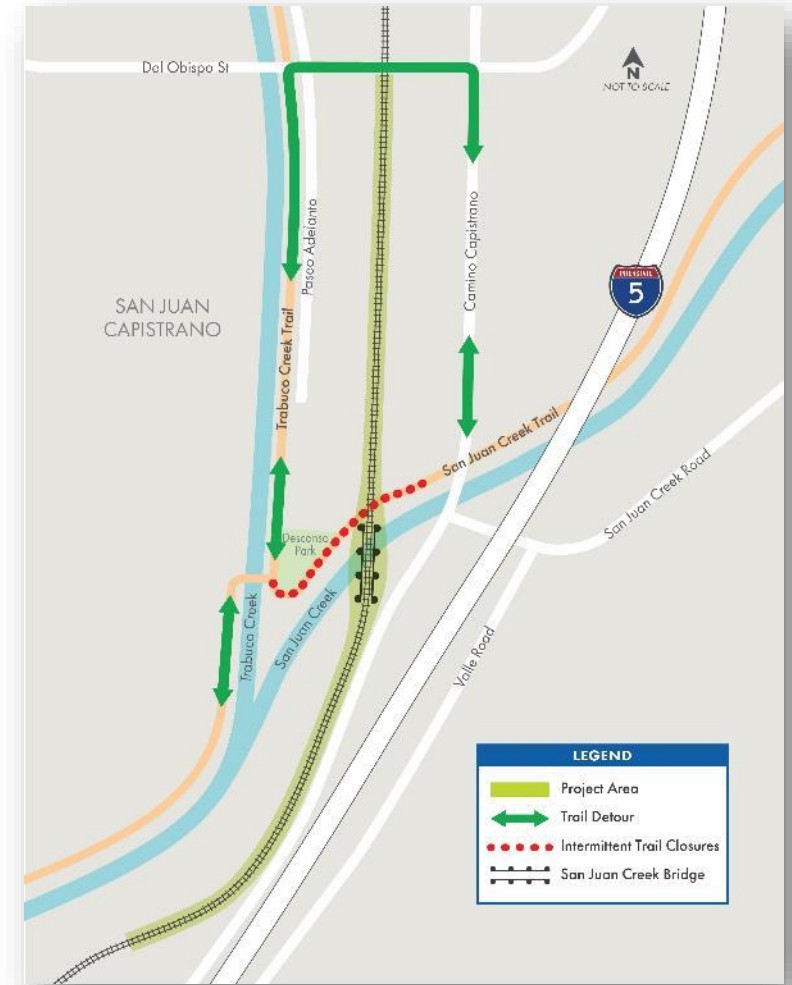 Del Obispo St
N
NOT TO SCALE
Paseo Adelanto
Camino Capistrano
INTERSTATE
5
SAN JUAN
CAPISTRANO
Trabuco Creek Trail
San Juan Creek Trail
San Juan Creek Road
Descanso
Park
Trabuco Creek
San Juan Creek
Valle Road
LEGEND
Project Area
Trail Detour
Intermittent Trail Closures
San Juan Creek Bridge